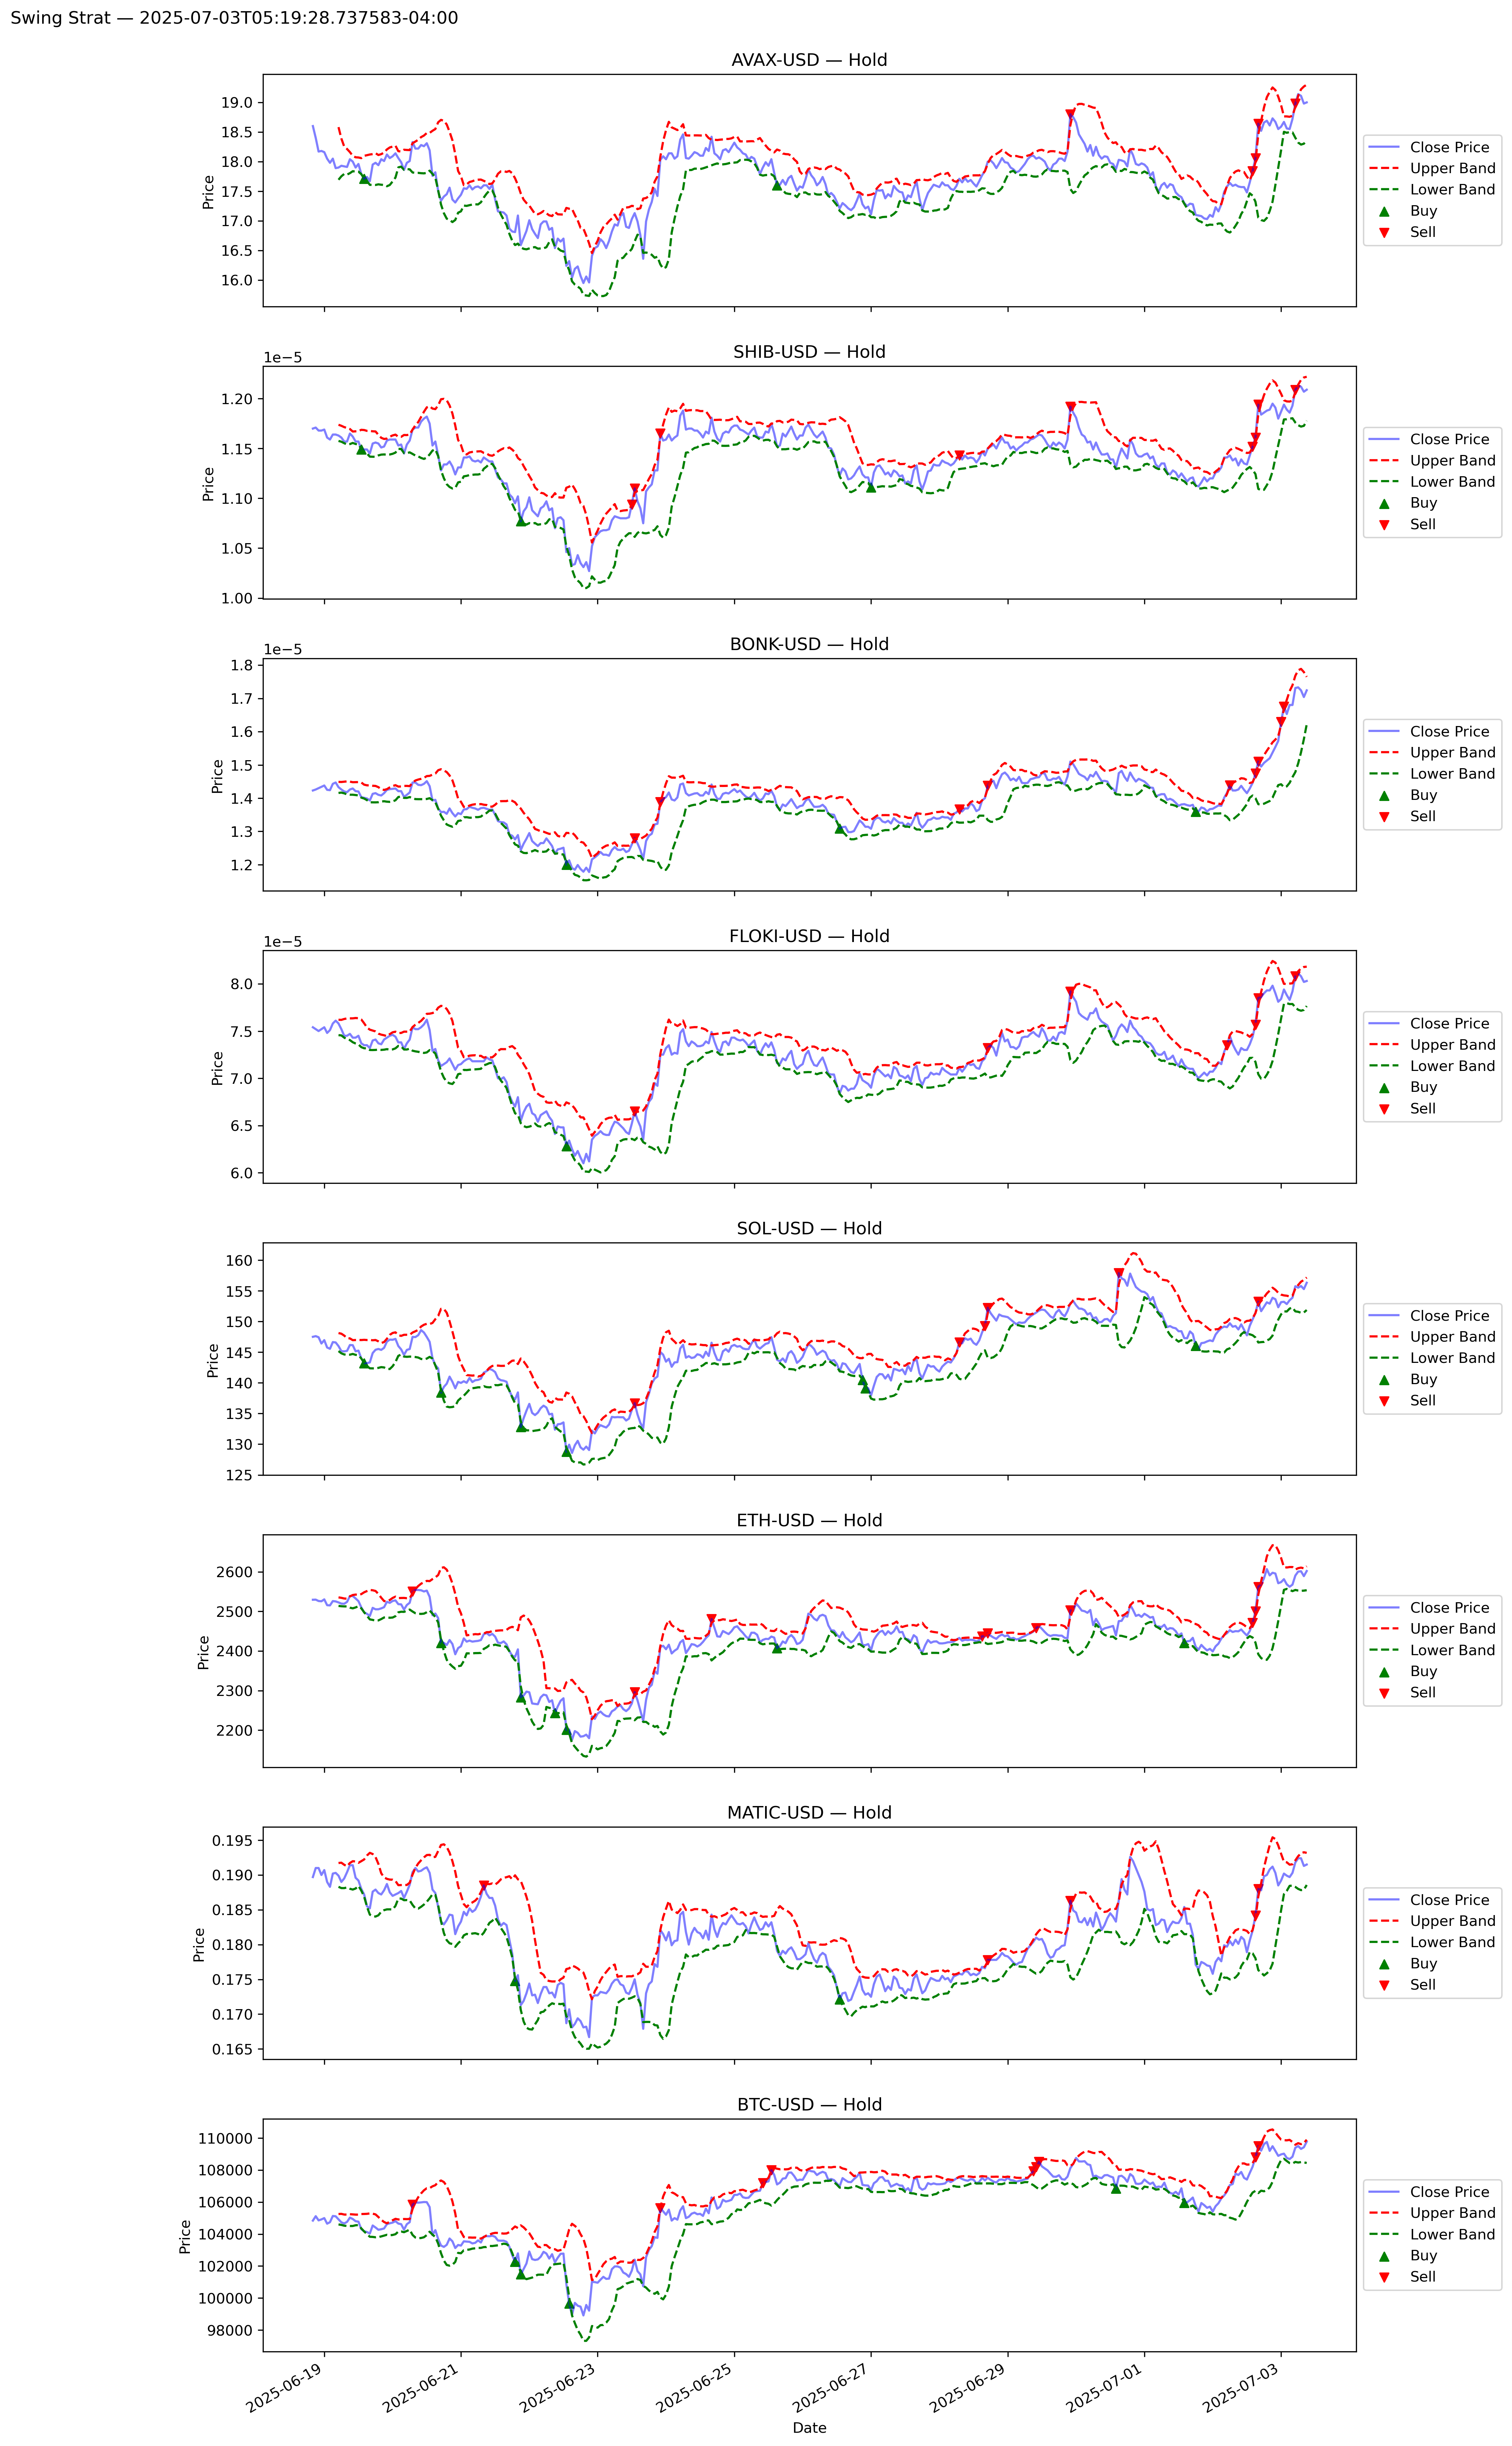 Swing Strat — 2025-07-03T05:19:28.737583-04:00
AVAX-USD — Hold
19.0
18.5
18.0
17.5
17.0
16.5
16.0
Price
Close Price
Upper Band
Lower Band
Buy
Sell
SHIB-USD — Hold
1e−5
1.20
1.15
1.10
1.05
1.00
Price
Close Price
Upper Band
Lower Band
Buy
Sell
BONK-USD — Hold
1e−5
1.8
1.7
1.6
1.5
1.4
1.3
1.2
Price
Close Price
Upper Band
Lower Band
Buy
Sell
FLOKI-USD — Hold
1e−5
8.0
7.5
7.0
6.5
6.0
Price
Close Price
Upper Band
Lower Band
Buy
Sell
SOL-USD — Hold
160
155
150
145
140
135
130
125
Price
Close Price
Upper Band
Lower Band
Buy
Sell
ETH-USD — Hold
2600
2500
2400
2300
2200
Price
Close Price
Upper Band
Lower Band
Buy
Sell
MATIC-USD — Hold
0.195
0.190
0.185
0.180
0.175
0.170
0.165
Price
Close Price
Upper Band
Lower Band
Buy
Sell
BTC-USD — Hold
110000
108000
106000
104000
102000
100000
98000
Price
Close Price
Upper Band
Lower Band
Buy
Sell
2025-06-19
2025-06-21
2025-06-23
2025-06-25
2025-06-27
2025-06-29
2025-07-01
2025-07-03
Date